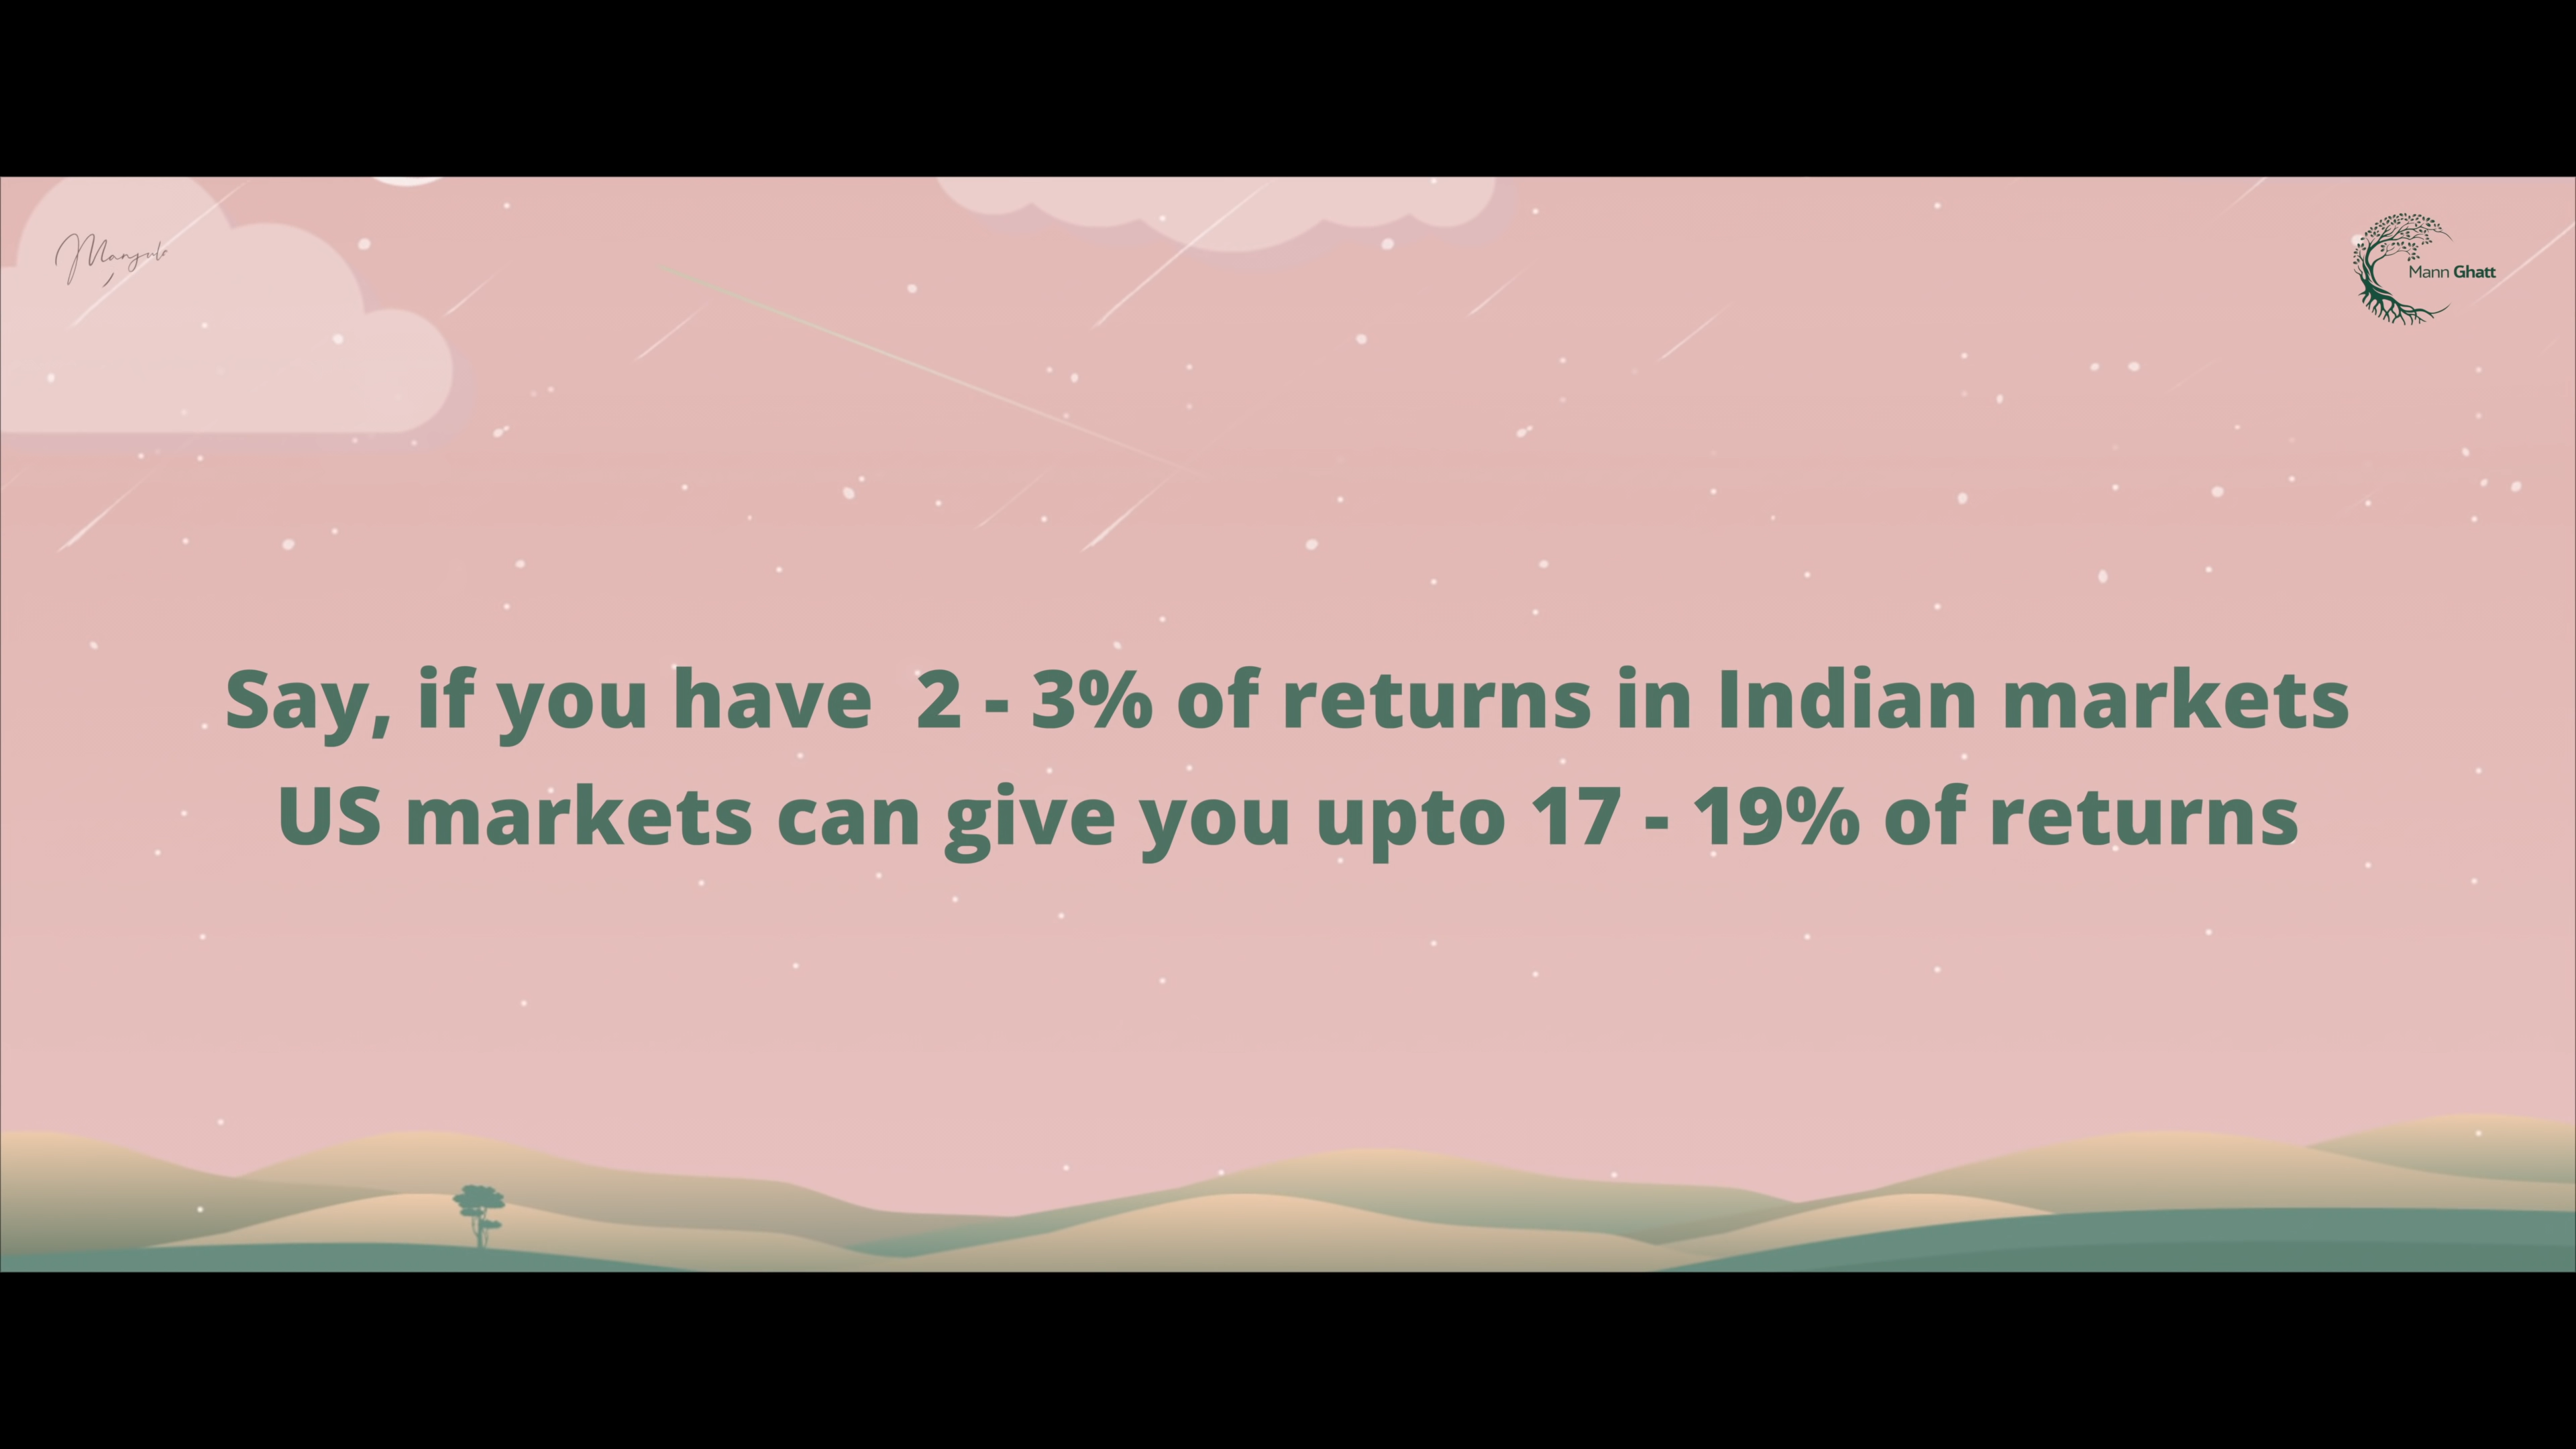 Mann Ghatt
Say, if you have 2 - 3% of returns in Indian markets
US markets can give you upto 17 - 19% of returns